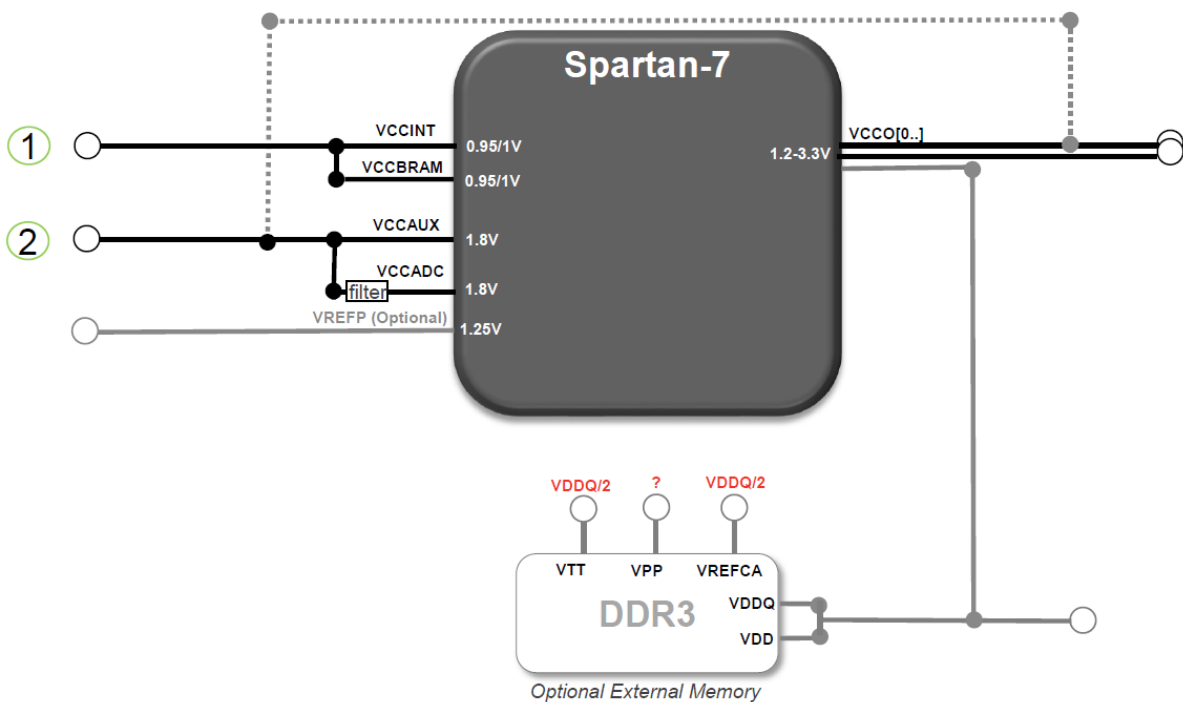 Spartan-7
1
VCCINT
0.95/1V
VCCBRAM
0.95/1V
VCCO[0..]
1.2-3.3V
2
VCCAUX
1.8V
VCCADC
filter
1.8V
VREFP (Optional)
1.25V
VDDQ/2
?
VDDQ/2
VTT
VPP
VREFCA
DDR3
VDDQ
VDD
Optional External Memory